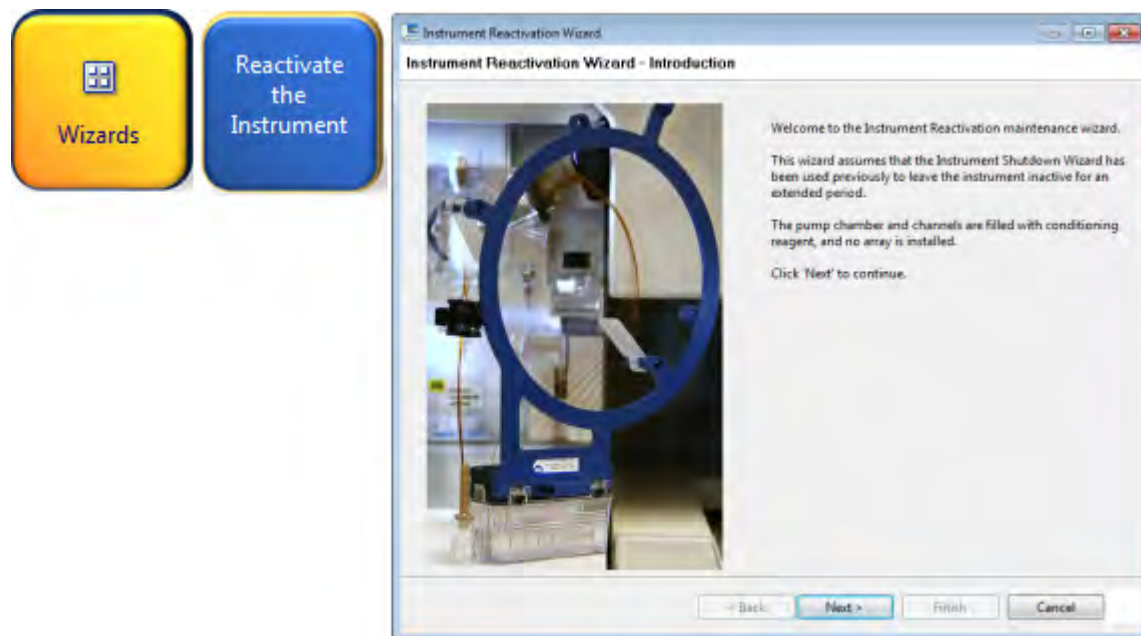 Wizards
Reactivate
the
Instrument
Instrument Reactivation Wizard
Instrument Reactivation Wizard - Introduction
Welcome to the Instrument Reactivation maintenance wizard.
This wizard assumes that the Instrument Shutdown Wizard has
been used previously to leave the instrument inactive for an
extended period.
The pump chamber and channels are filled with conditioning
reagent, and no array is installed.
Click 'Next' to continue.
< Back
Next >
Finish
Cancel